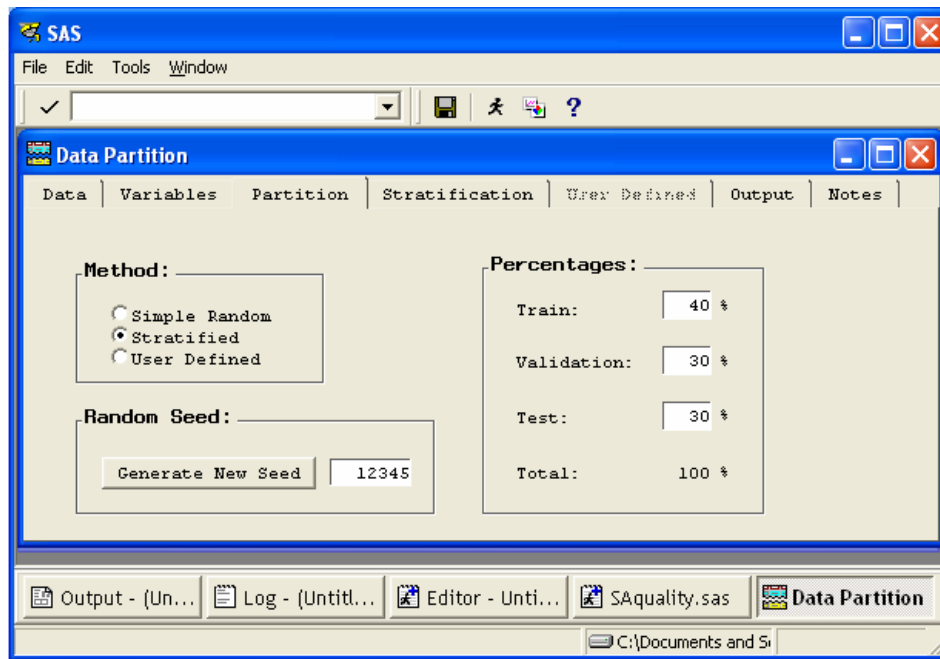 SAS
File Edit Tools Window
Data Partition
Data Variables Partition Stratification User Defined Output Notes
Method:
Simple Random
Stratified
User Defined
Random Seed:
Generate New Seed 12345
Percentages:
Train: 40 %
Validation: 30 %
Test: 30 %
Total: 100 %
Output - (Un... Log - (Untitl... Editor - Unti... SAquality.sas Data Partition
C:\Documents and S